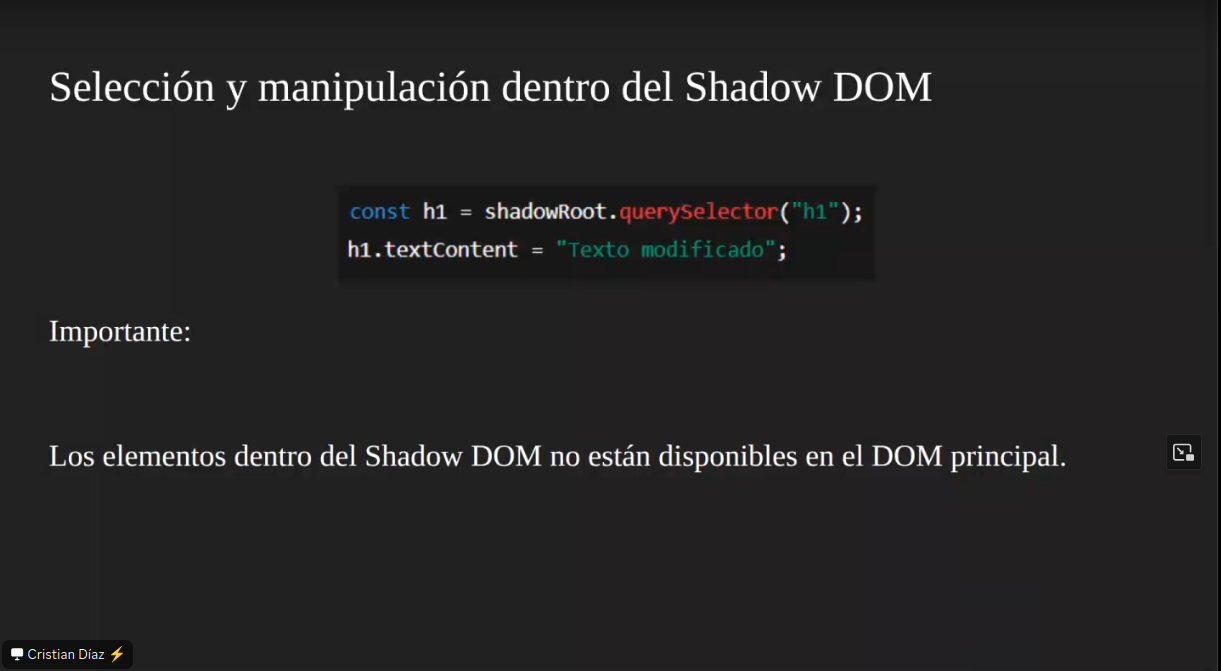 Selección y manipulación dentro del Shadow DOM
const h1 = shadowRoot.querySelector("h1");
h1.textContent = "Texto modificado";
Importante:
Los elementos dentro del Shadow DOM no están disponibles en el DOM principal.
Cristian Díaz ⚡